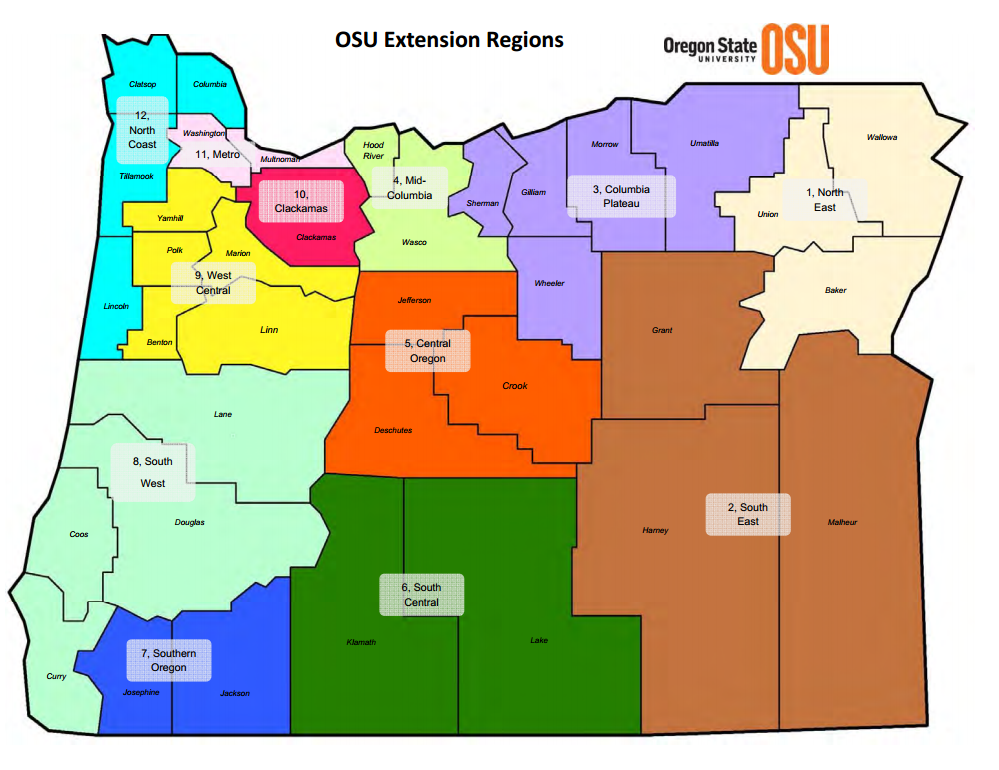 OSU Extension Regions
Oregon State
UNIVERSITY
OSU
Clatsop
Columbia
12,
North
Coast
Tillamook
Washington
11, Metro
Multnomah
Hood
River
4, Mid-
Columbia
Wasco
Sherman
Gilliam
Morrow
Umatilla
3, Columbia
Plateau
Wheeler
Wallowa
Union
1, North
East
Baker
10,
Clackamas
Clackamas
Yamhill
Polk
Marion
9, West
Central
Lincoln
Benton
Linn
Jefferson
5, Central
Oregon
Crook
Deschutes
Grant
Lane
8, South
West
Douglas
Coos
Curry
7, Southern
Oregon
Josephine
Jackson
6, South
Central
Klamath
Lake
Harney
2, South
East
Malheur